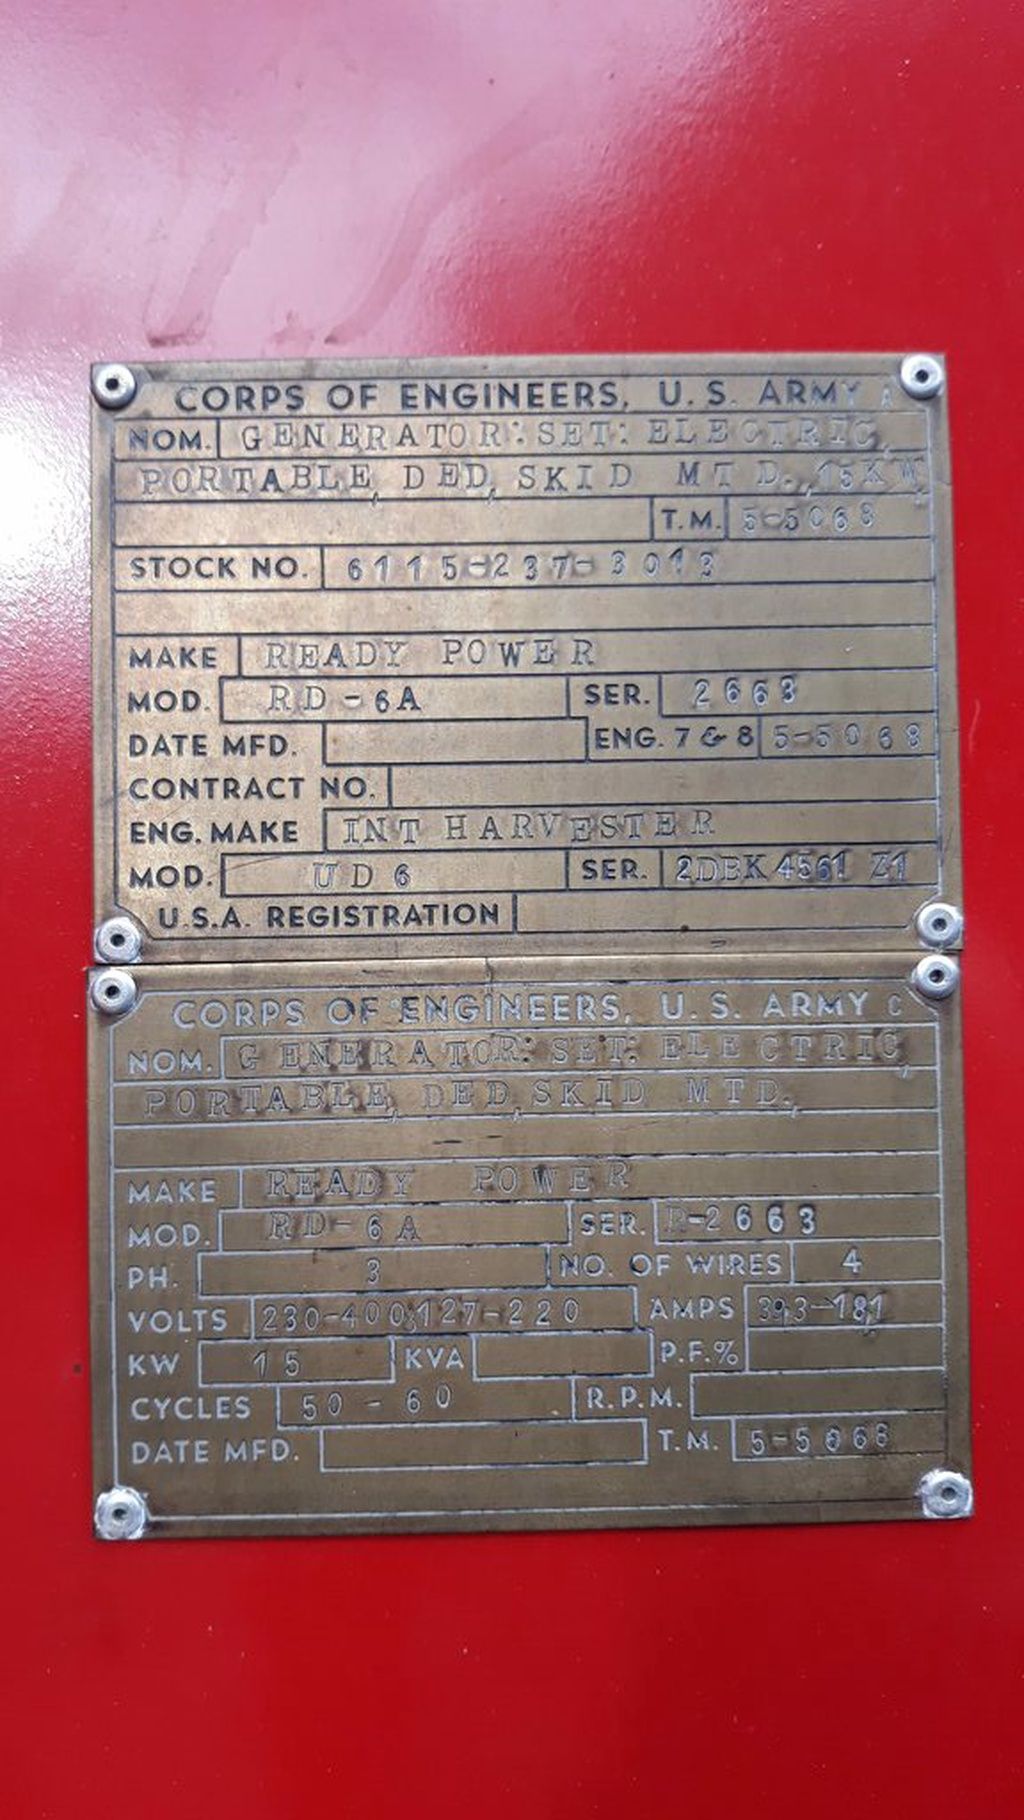 CORPS OF ENGINEERS, U.S. ARMY A
NOM. GENERATOR:SET: ELECTRIC,
PORTABLE, DED, SKID MTD., 15KW,
T.M. 5-5068
STOCK NO. 6115-237-3013
MAKE READY POWER
MOD. RD-6A SER. 2663
DATE MFD. ENG. 7 & 8 5-5068
CONTRACT NO.
ENG. MAKE INT HARVESTER
MOD. UD6 SER. 2DBK4561 Z1
U.S.A. REGISTRATION
CORPS OF ENGINEERS, U.S. ARMY C
NOM. GENERATOR: SET: ELECTRIC,
PORTABLE, DED, SKID MTD.,
MAKE READY POWER
MOD. RD-6A SER. R-2663
PH. 3 NO. OF WIRES 4
VOLTS 230-400;127-220 AMPS
KW 15 KVA P.F.%
CYCLES 50 - 60 R.P.M.
DATE MFD. T.M. 5-5068